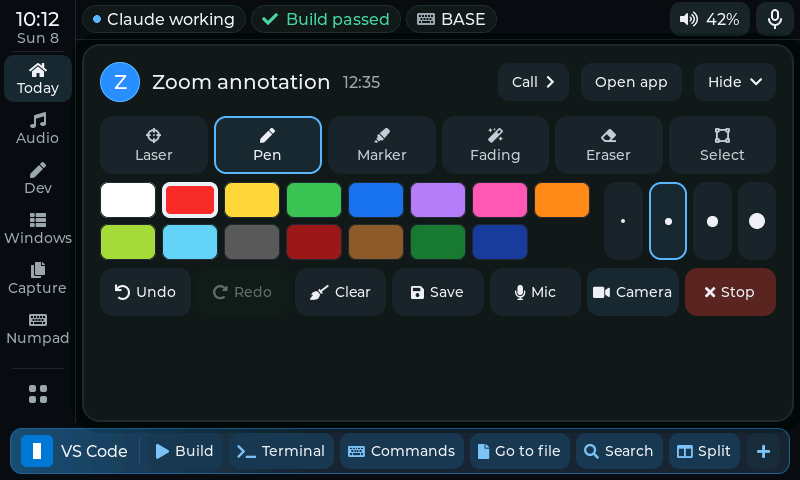 10:12
Sun 8
Claude working
Build passed
BASE
42%
Today
Audio
Dev
Windows
Capture
Numpad
Z
Zoom annotation 12:35
Call
Open app
Hide
Laser
Pen
Marker
Fading
Eraser
Select
Undo
Redo
Clear
Save
Mic
Camera
Stop
VS Code
Build
Terminal
Commands
Go to file
Search
Split